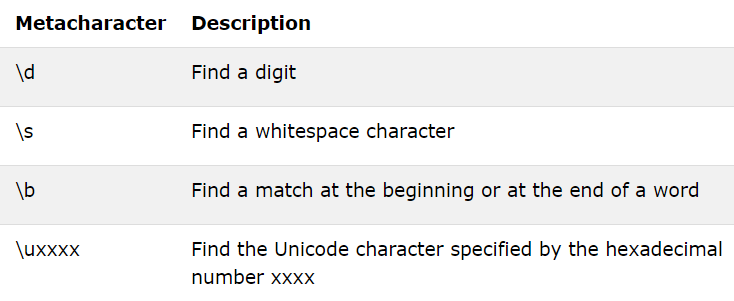 Metacharacter Description
\d Find a digit
\s Find a whitespace character
\b Find a match at the beginning or at the end of a word
\uxxxx Find the Unicode character specified by the hexadecimal
number xxxx